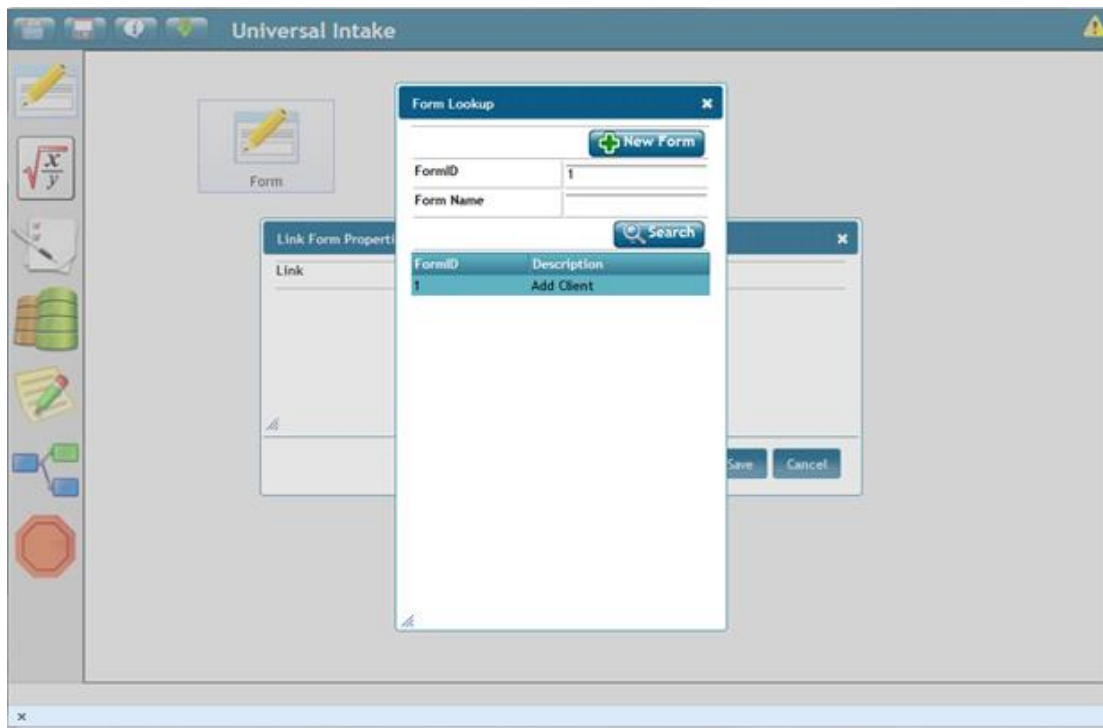 Universal Intake
x
y
Form
Link Form Properti
Link
Save Cancel
Form Lookup
New Form
FormID 1
Form Name
Search
FormID Description
1 Add Client